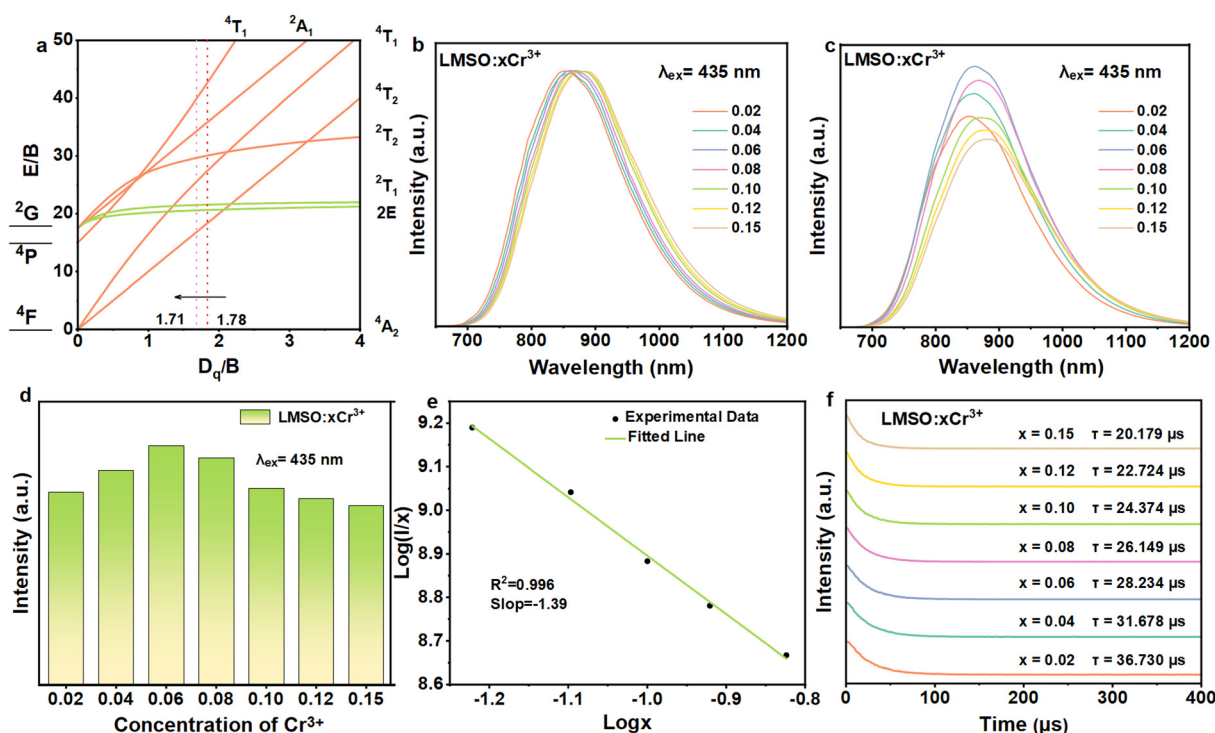 a
⁴T₁
²A₁
⁴T₁
⁴T₂
²T₂
²T₁
2E
⁴A₂
50
40
30
20
10
0
E/B
²G
⁴P
⁴F
1.71
1.78
0
1
2
3
4
Dq/B
b
LMSO:xCr³⁺
λex= 435 nm
0.02
0.04
0.06
0.08
0.10
0.12
0.15
Intensity (a.u.)
700 800 900 1000 1100 1200
Wavelength (nm)
c
LMSO:xCr³⁺
λex= 435 nm
0.02
0.04
0.06
0.08
0.10
0.12
0.15
Intensity (a.u.)
700 800 900 1000 1100 1200
Wavelength (nm)
d
LMSO:xCr³⁺
λex= 435 nm
Intensity (a.u.)
0.02 0.04 0.06 0.08 0.10 0.12 0.15
Concentration of Cr³⁺
e
Experimental Data
Fitted Line
9.2
9.1
9.0
8.9
8.8
8.7
8.6
Log(I/x)
R²=0.996
Slop=-1.39
-1.2 -1.1 -1.0 -0.9 -0.8
Logx
f
LMSO:xCr³⁺
x = 0.15 τ = 20.179 μs
x = 0.12 τ = 22.724 μs
x = 0.10 τ = 24.374 μs
x = 0.08 τ = 26.149 μs
x = 0.06 τ = 28.234 μs
x = 0.04 τ = 31.678 μs
x = 0.02 τ = 36.730 μs
Intensity (a.u.)
0 100 200 300 400
Time (μs)